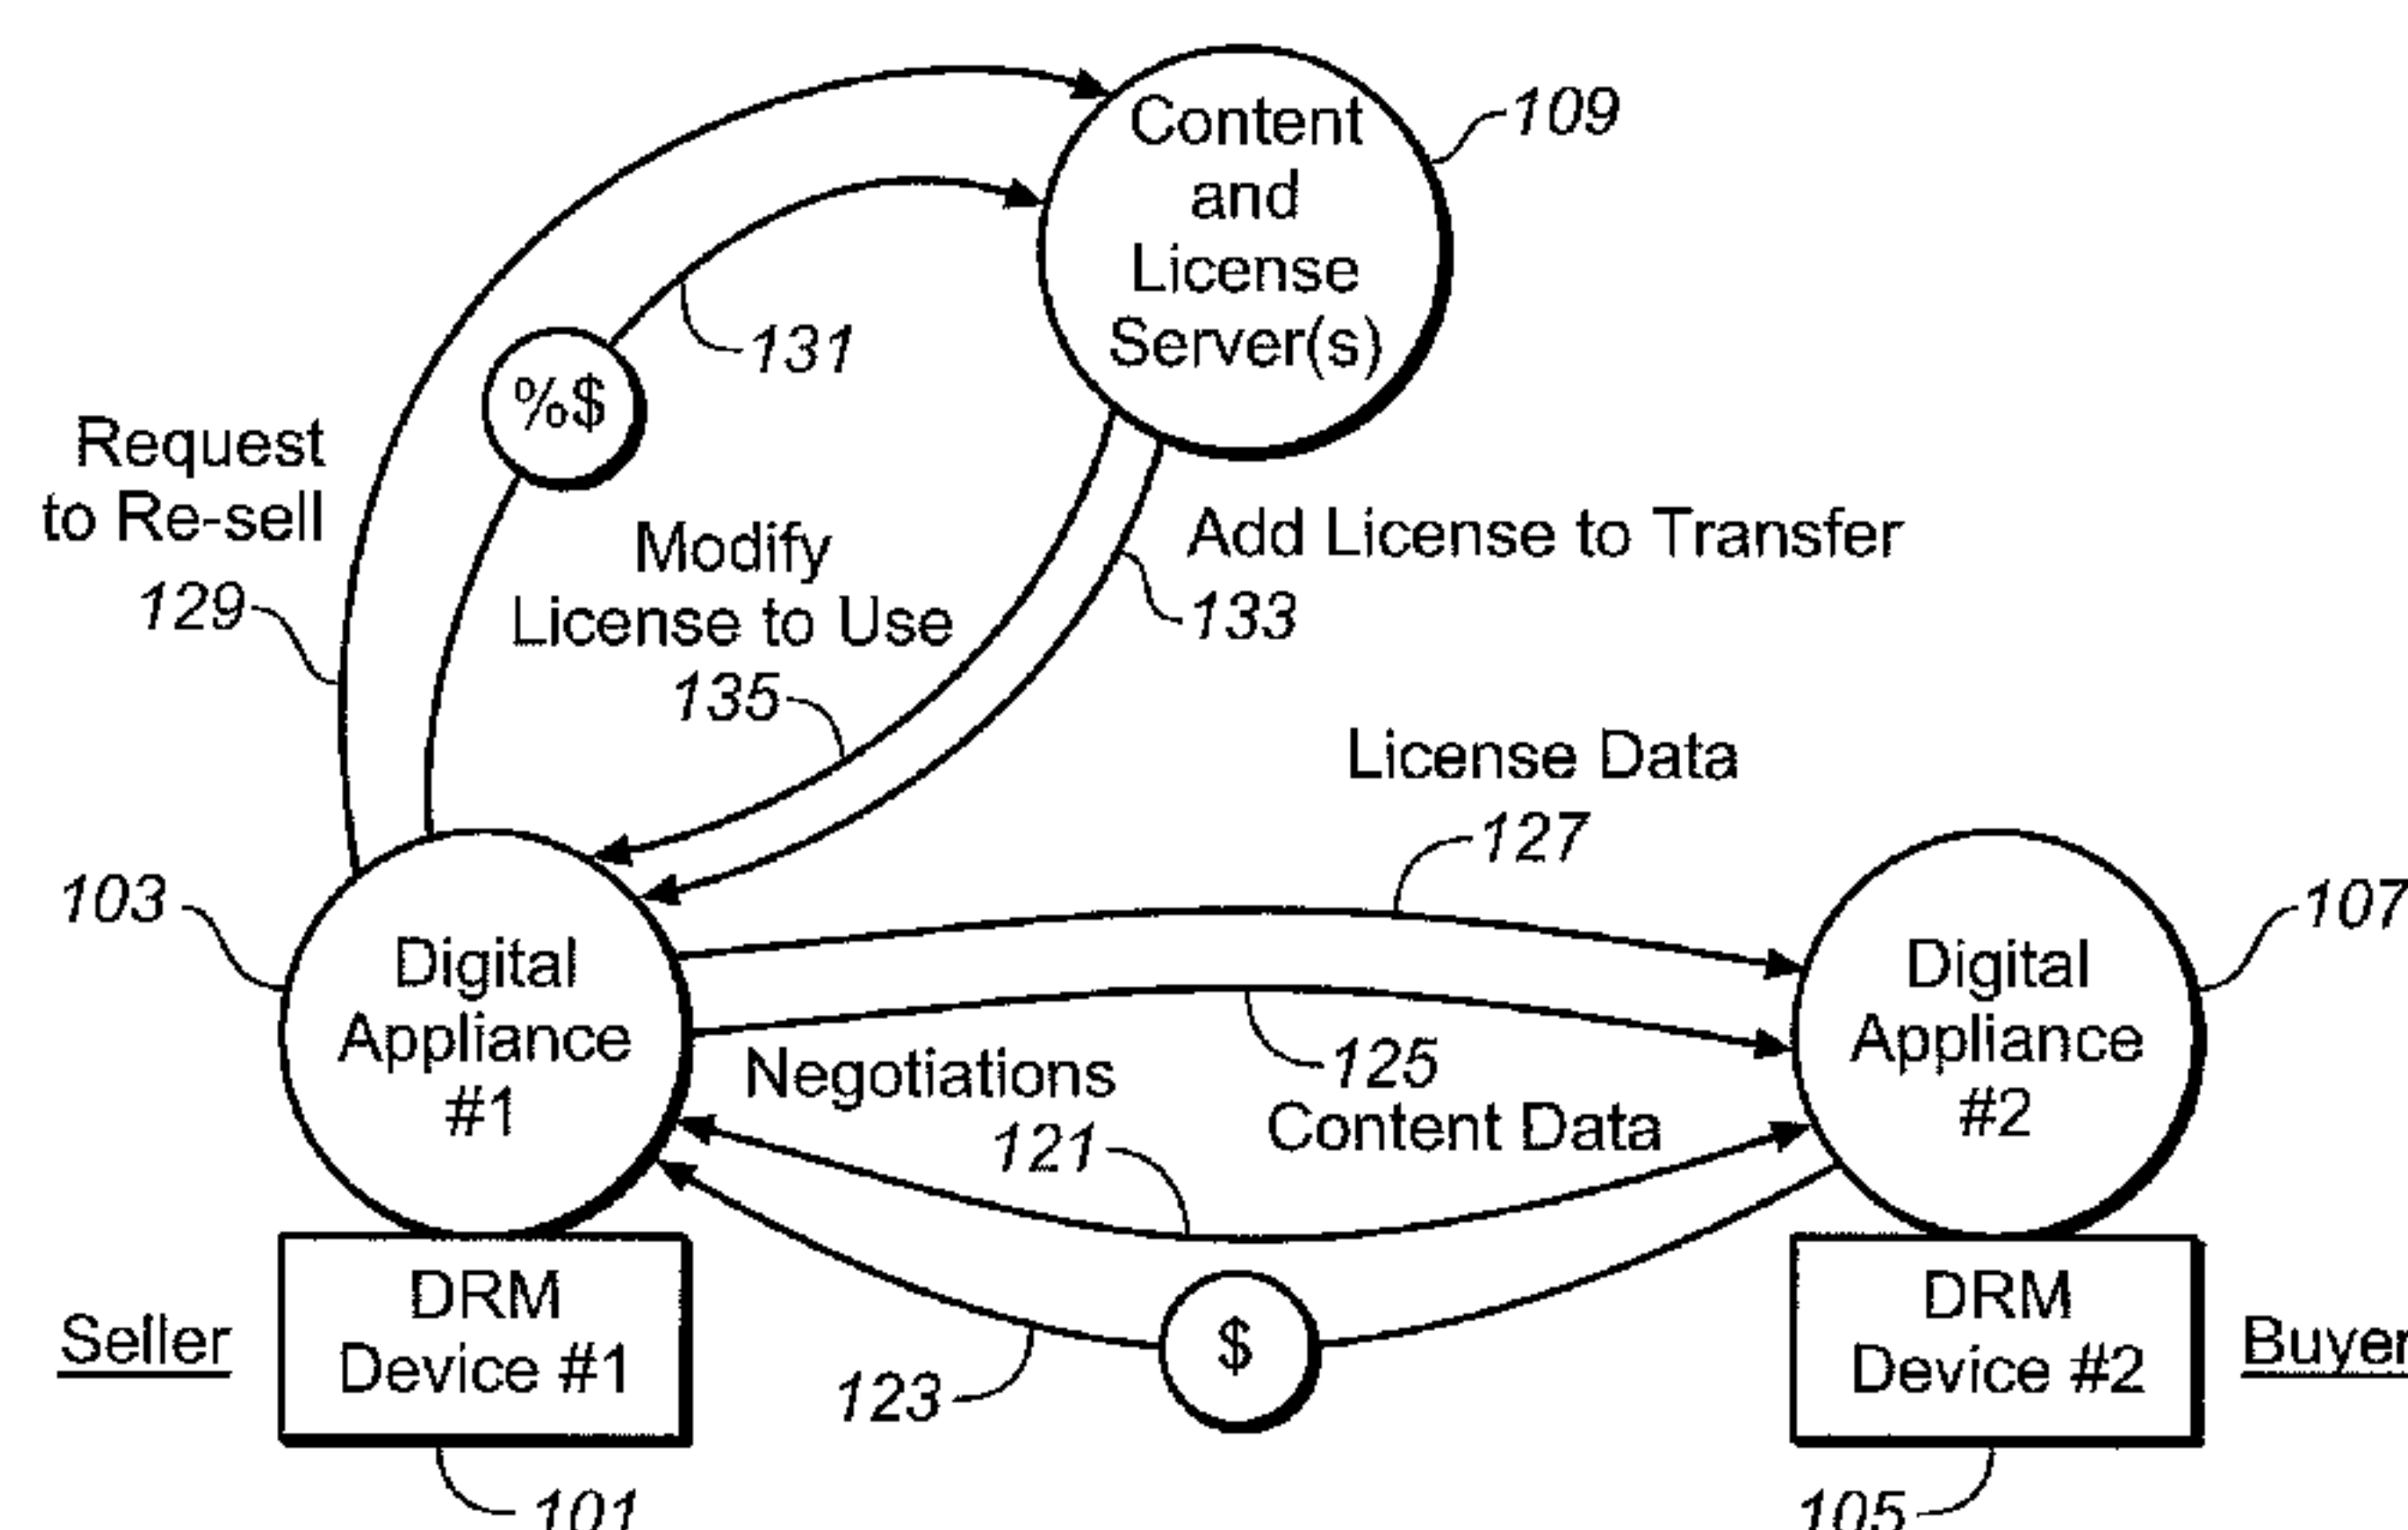 Content
and
License
Server(s)
109
131
%$
Request
to Re-sell
129
Modify
License to Use
135
Add License to Transfer
133
License Data
127
103
Digital
Appliance
#1
107
Digital
Appliance
#2
Negotiations
121
125
Content Data
Seller
DRM
Device #1
101
123
$
DRM
Device #2
105
Buyer